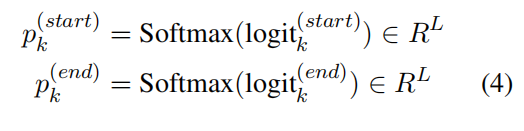 p_k^{(start)} = Softmax(logit_k^{(start)}) ∈ R^L
p_k^{(end)} = Softmax(logit_k^{(end)}) ∈ R^L (4)